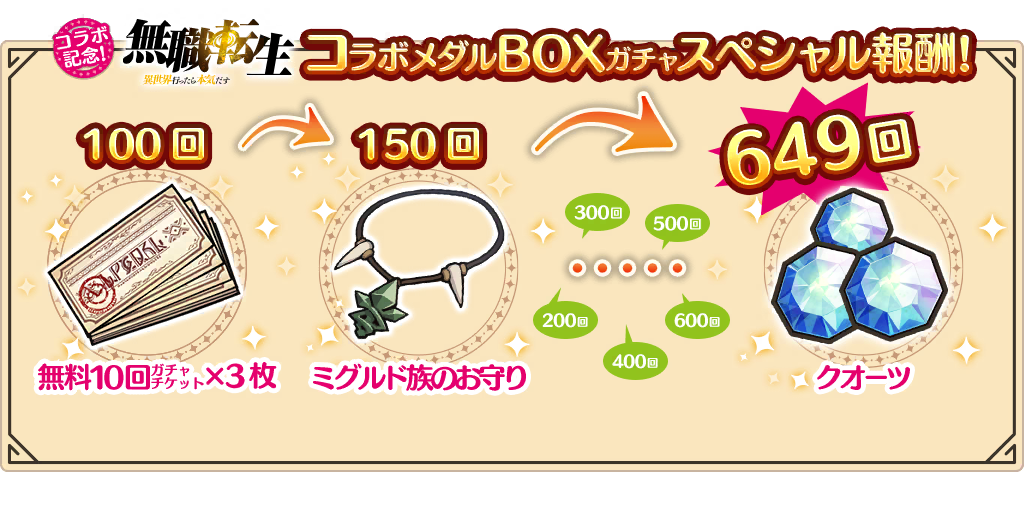 コラボ
記念!
無職転生
異世界行ったら本気だす
コラボメダルBOXガチャスペシャル報酬!
100回
150回
649回
300回
500回
200回
600回
400回
無料10回ガチャチケット×3枚
ミグルド族のお守り
クオーツ